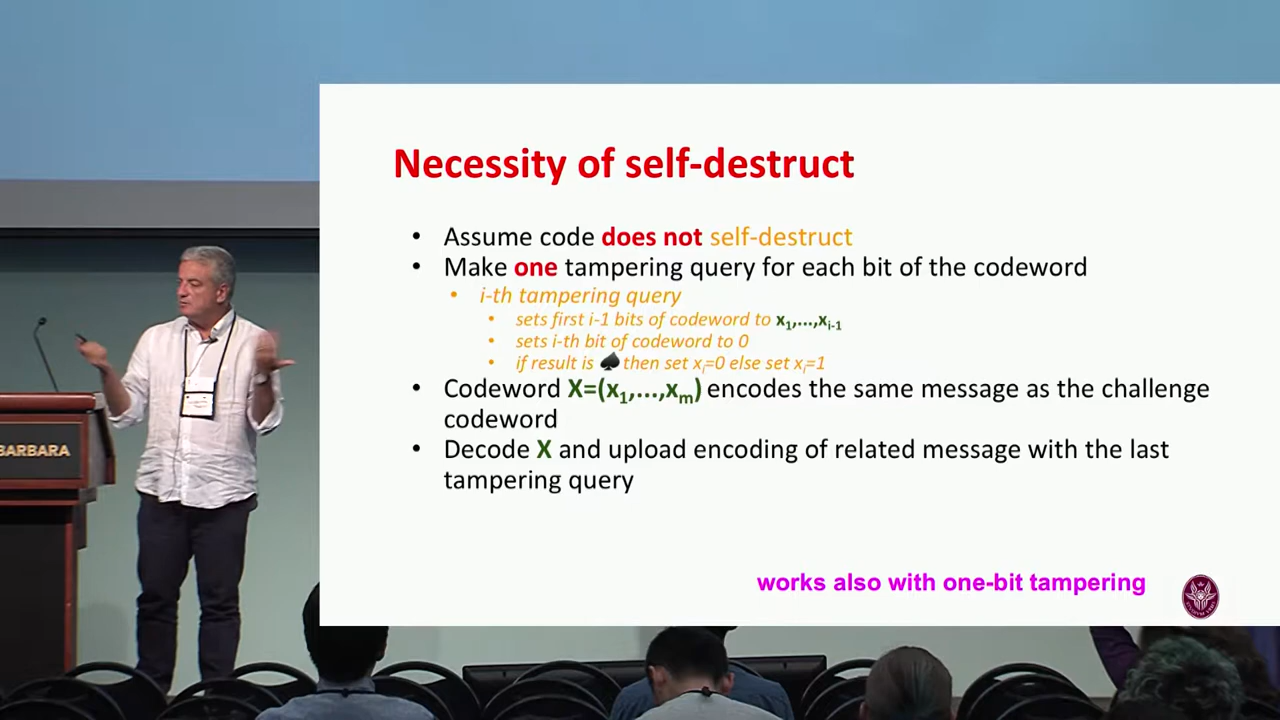 Necessity of self-destruct
• Assume code does not self-destruct
• Make one tampering query for each bit of the codeword
• i-th tampering query
• sets first i-1 bits of codeword to x1,...,xi-1
• sets i-th bit of codeword to 0
• if result is ♠ then set xi=0 else set xi=1
• Codeword X=(x1,...,xm) encodes the same message as the challenge
codeword
• Decode X and upload encoding of related message with the last
tampering query
works also with one-bit tampering
BARBARA